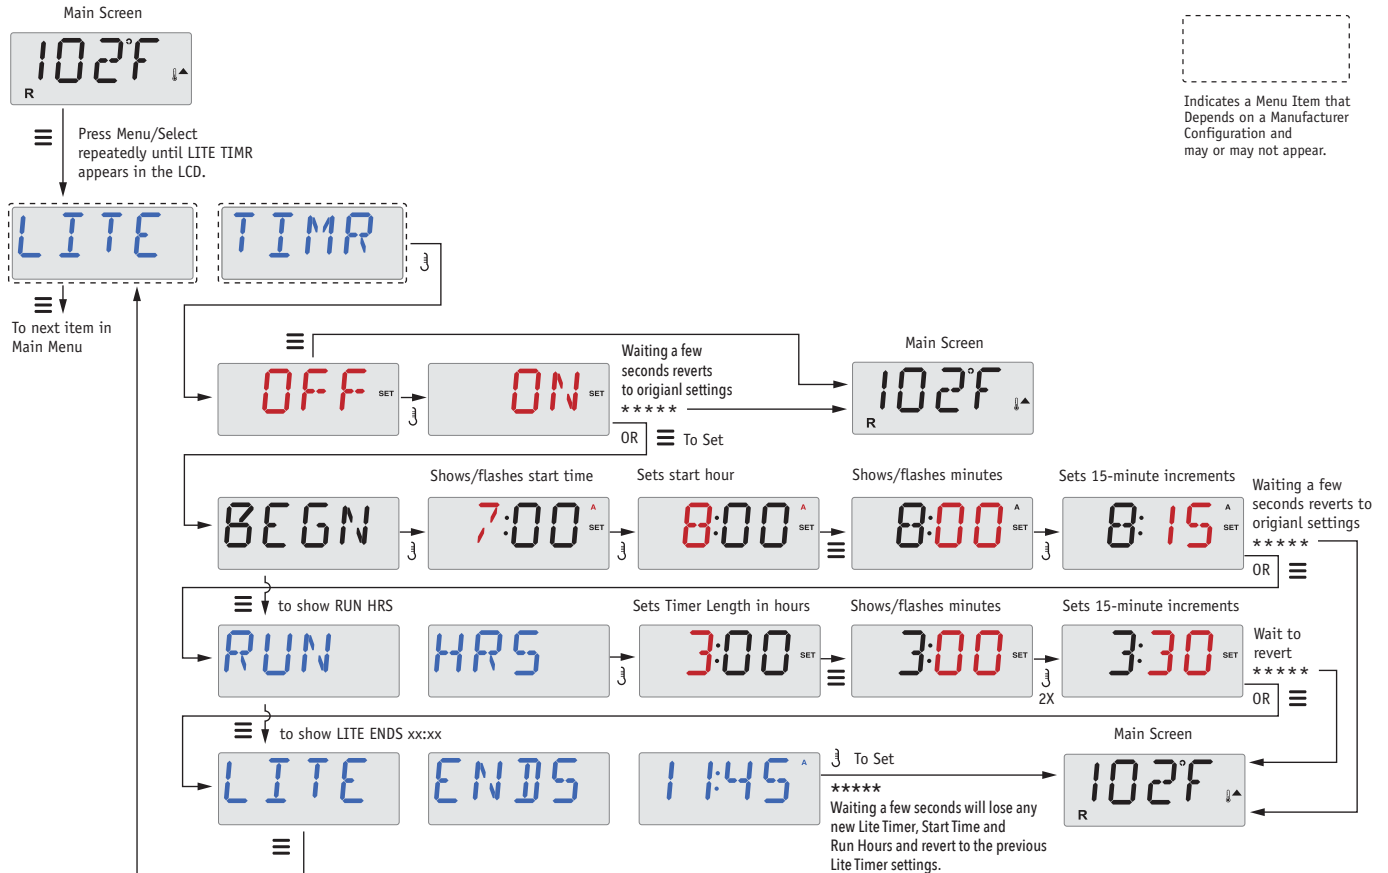 Main Screen
102°F
R
Press Menu/Select
repeatedly until LITE TIMR
appears in the LCD.
Indicates a Menu Item that
Depends on a Manufacturer
Configuration and
may or may not appear.
LITE
TIMR
To next item in
Main Menu
OFF SET
ON SET
Waiting a few
seconds reverts
to origianl settings
*****
OR
To Set
Main Screen
102°F
R
Shows/flashes start time
Sets start hour
Shows/flashes minutes
Sets 15-minute increments
BEGN
7:00 A SET
8:00 A SET
8:00 A SET
8:15 A SET
Waiting a few
seconds reverts to
origianl settings
*****
OR
to show RUN HRS
Sets Timer Length in hours
Shows/flashes minutes
Sets 15-minute increments
RUN
HRS
3:00 SET
3:00 SET
2X
3:30 SET
Wait to
revert
*****
OR
to show LITE ENDS xx:xx
LITE
ENDS
11:45 A
To Set
*****
Waiting a few seconds will lose any
new Lite Timer, Start Time and
Run Hours and revert to the previous
Lite Timer settings.
Main Screen
102°F
R